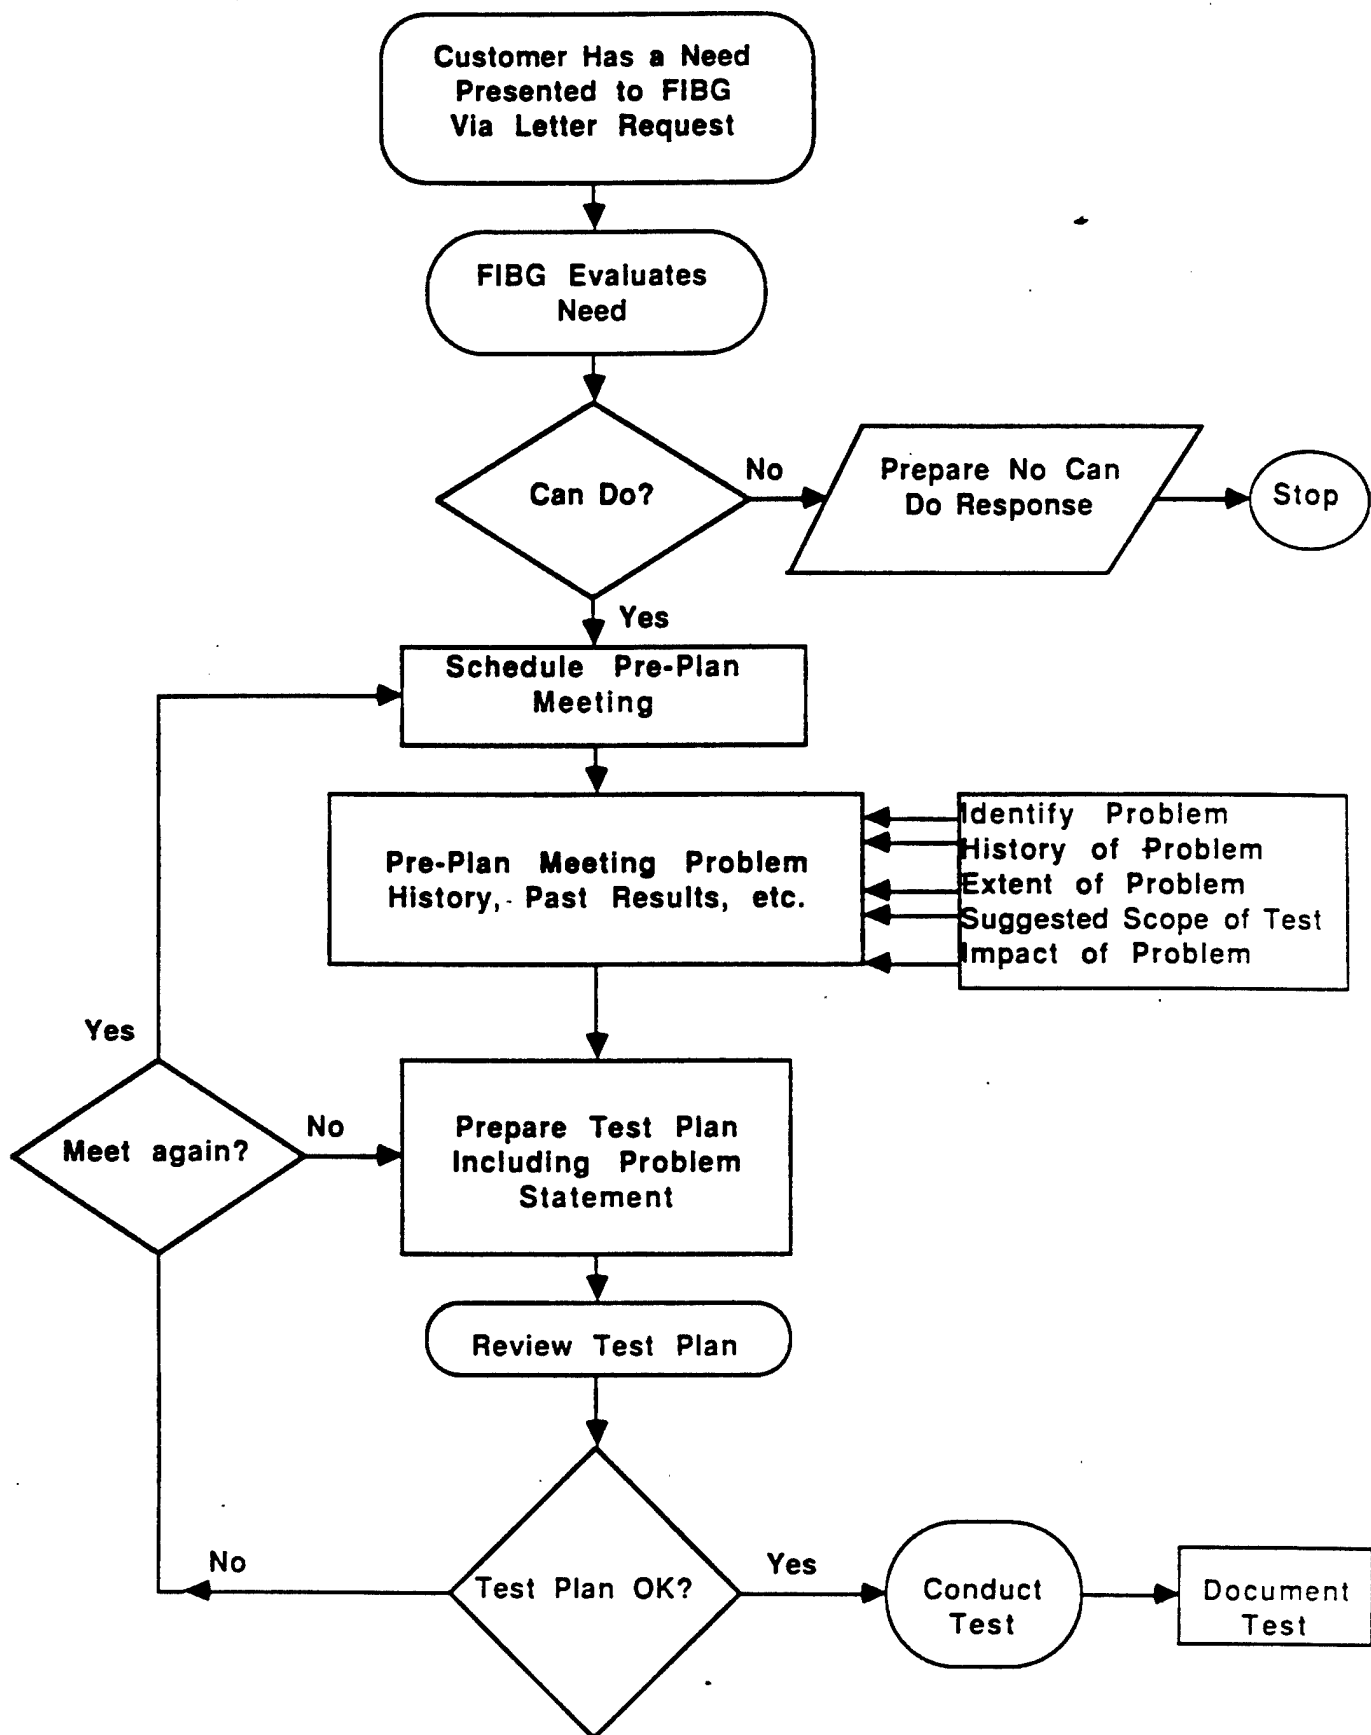 Customer Has a Need
Presented to FIBG
Via Letter Request
FIBG Evaluates
Need
Can Do?
No
Prepare No Can
Do Response
Stop
Yes
Schedule Pre-Plan
Meeting
Pre-Plan Meeting Problem
History, Past Results, etc.
Identify Problem
History of Problem
Extent of Problem
Suggested Scope of Test
Impact of Problem
Yes
Meet again?
No
Prepare Test Plan
Including Problem
Statement
Review Test Plan
No
Test Plan OK?
Yes
Conduct
Test
Document
Test